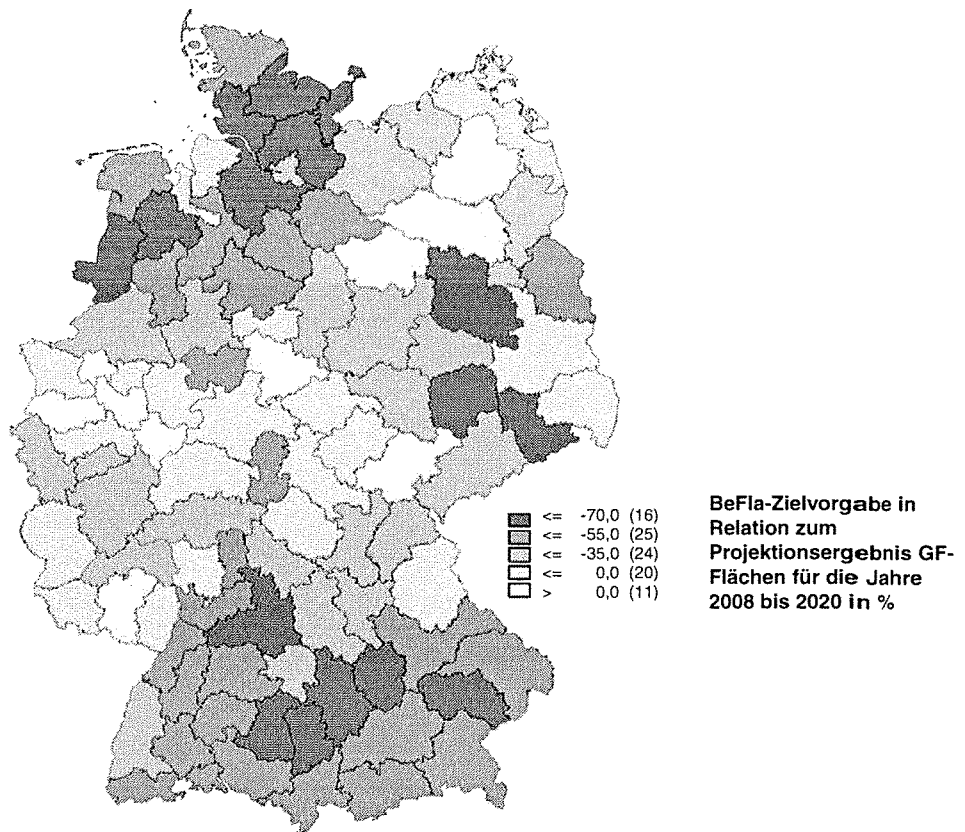 <= -70,0 (16)
<= -55,0 (25)
<= -35,0 (24)
<= 0,0 (20)
> 0,0 (11)
BeFla-Zielvorgabe in
Relation zum
Projektionsergebnis GF-
Flächen für die Jahre
2008 bis 2020 in %